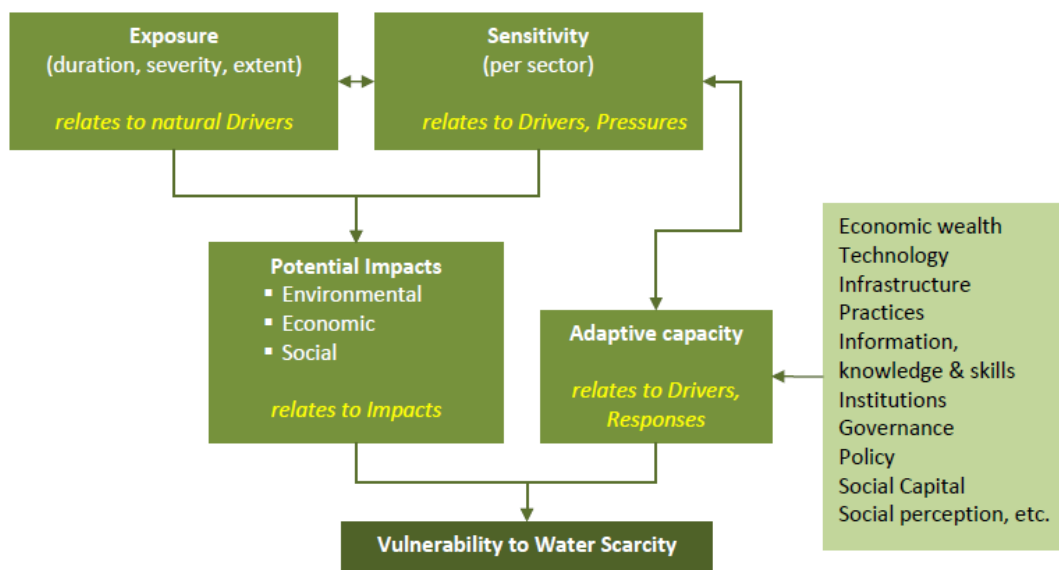 Exposure
(duration, severity, extent)
relates to natural Drivers
Sensitivity
(per sector)
relates to Drivers, Pressures
Potential Impacts
▪ Environmental
▪ Economic
▪ Social
relates to Impacts
Adaptive capacity
relates to Drivers,
Responses
Economic wealth
Technology
Infrastructure
Practices
Information,
knowledge & skills
Institutions
Governance
Policy
Social Capital
Social perception, etc.
Vulnerability to Water Scarcity